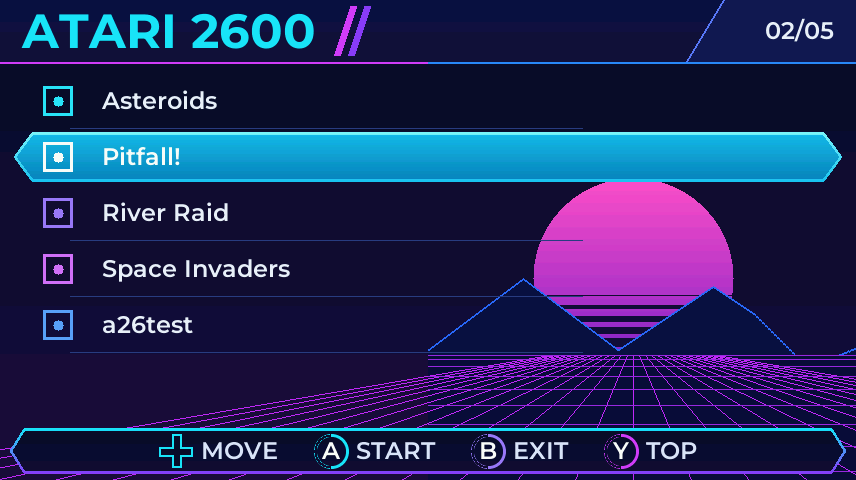 ATARI 2600
02/05
Asteroids
Pitfall!
River Raid
Space Invaders
a26test
MOVE A START B EXIT Y TOP